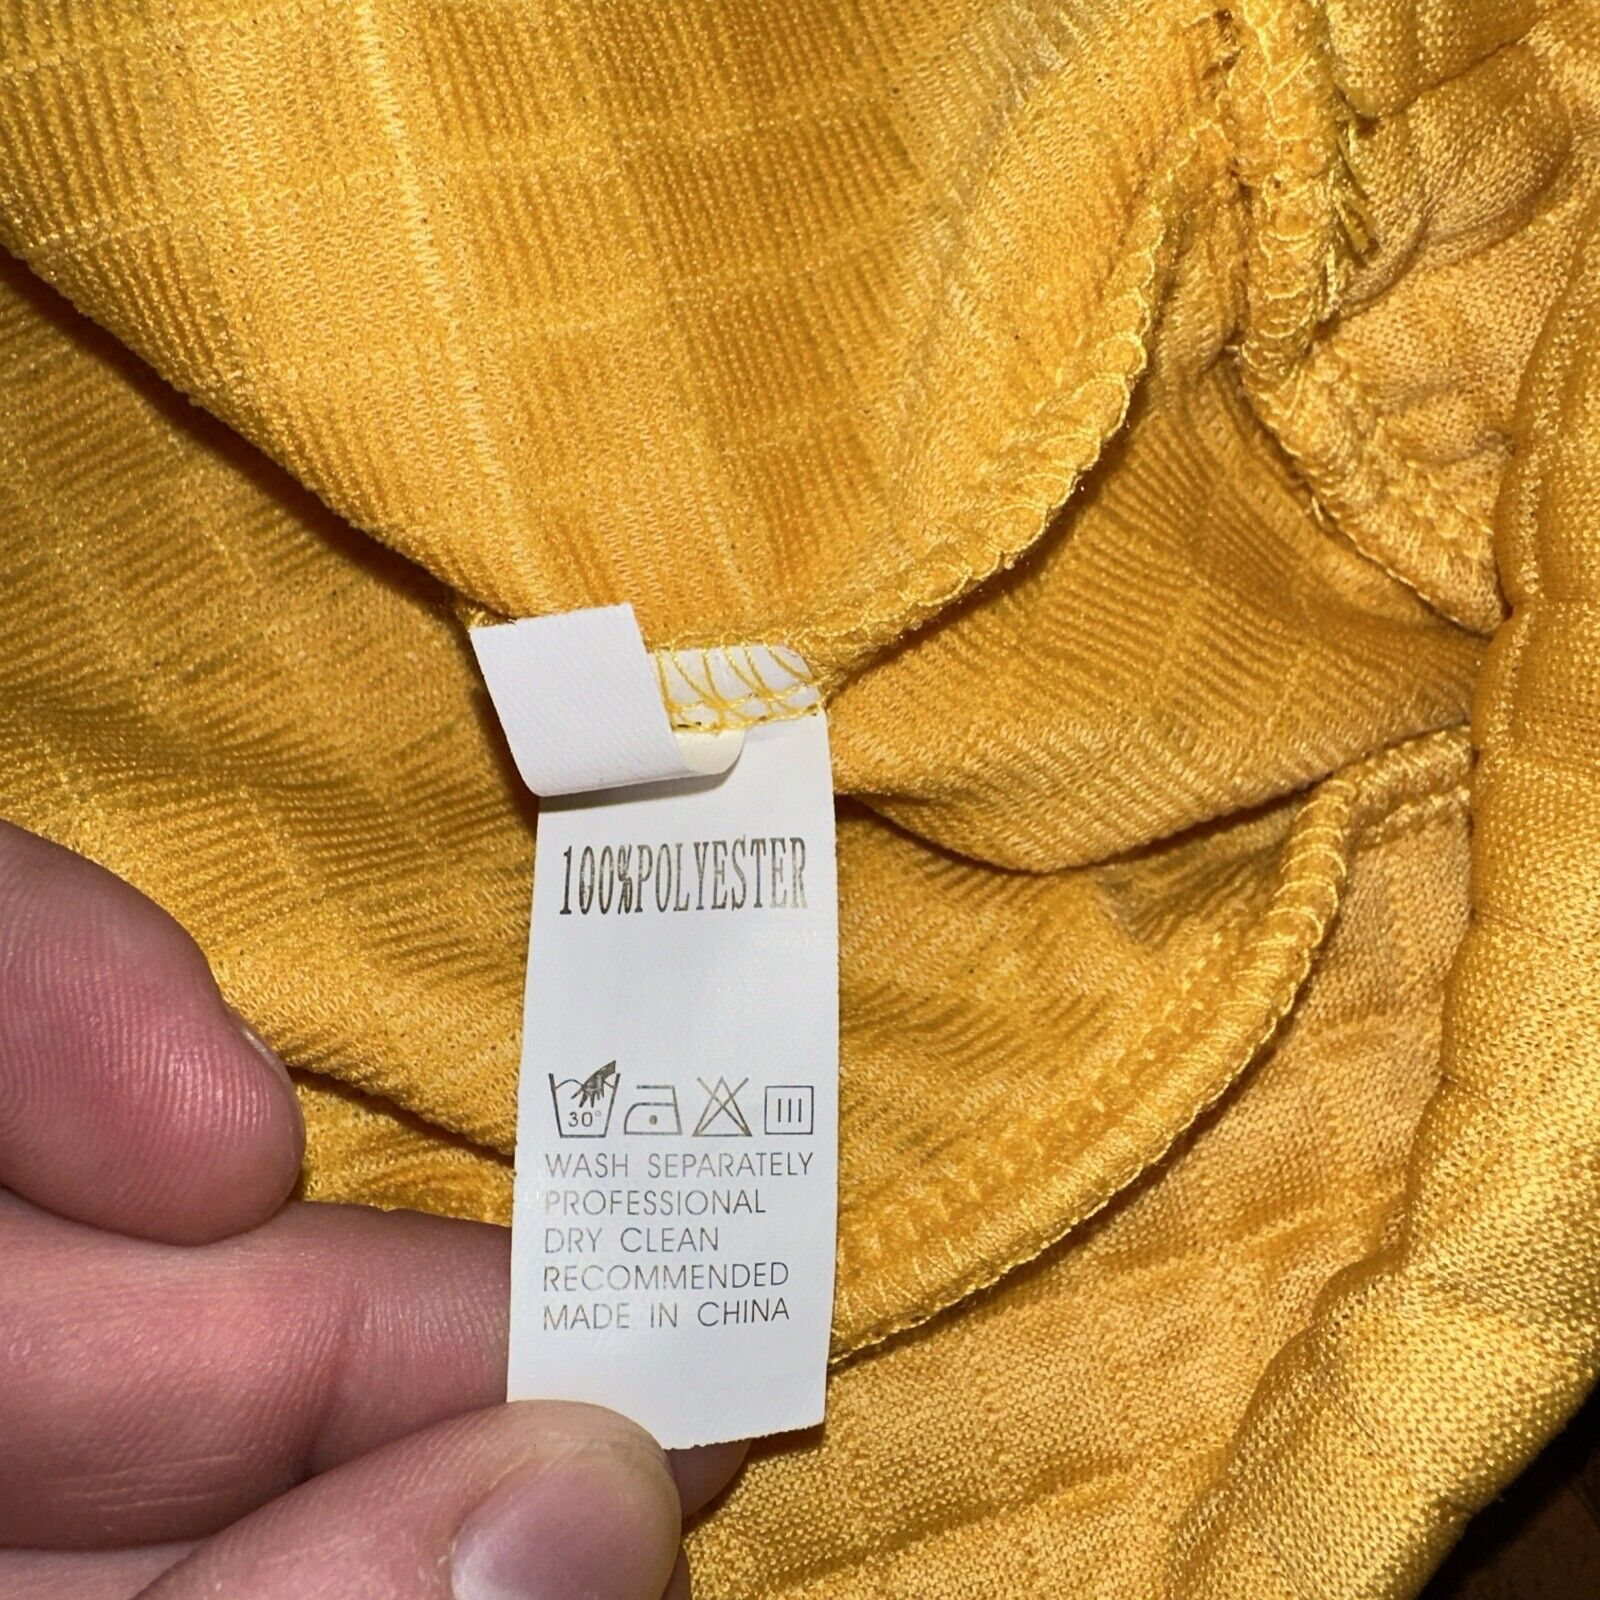 100%POLYESTER
30°
WASH SEPARATELY
PROFESSIONAL
DRY CLEAN
RECOMMENDED
MADE IN CHINA